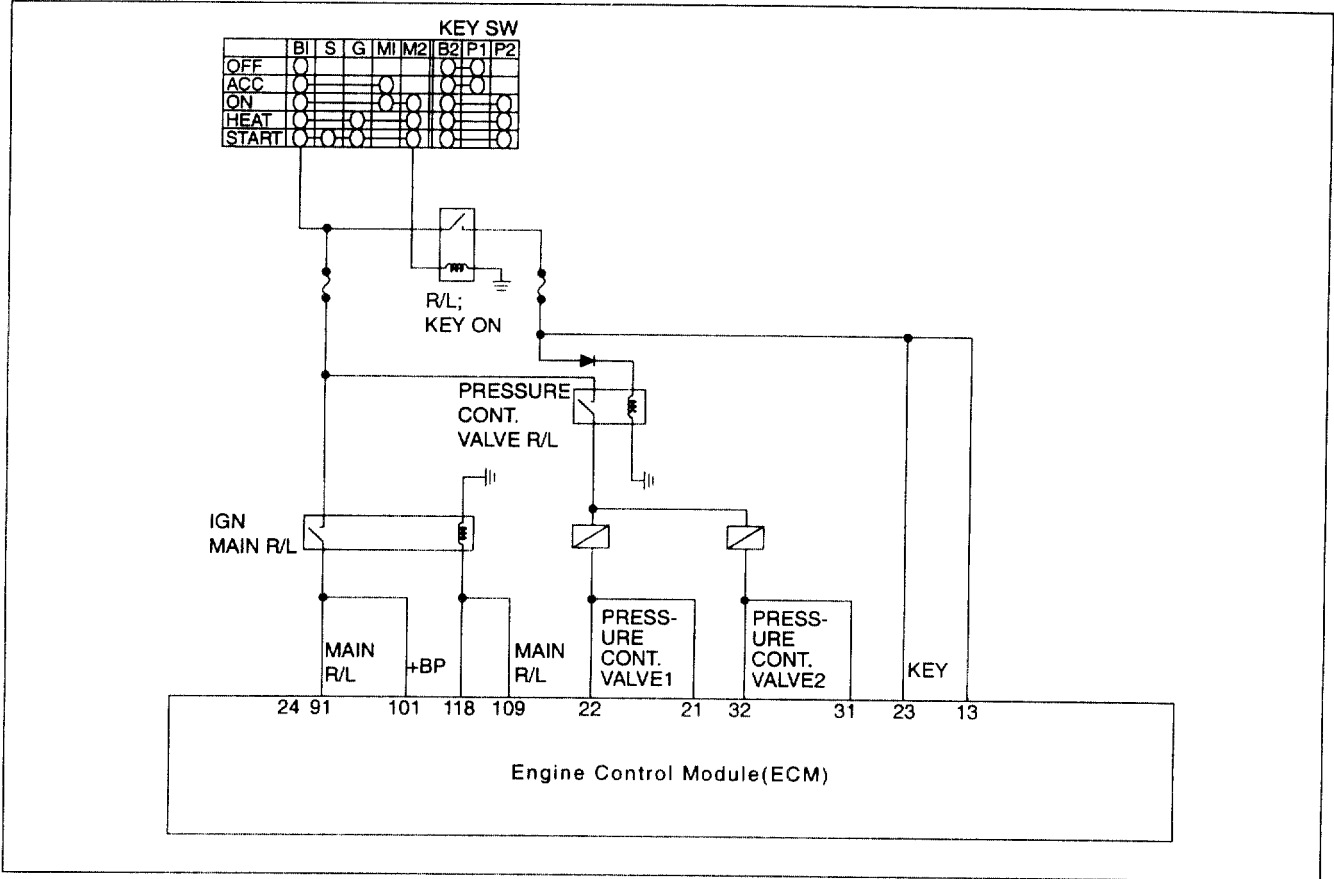 KEY SW
BI S G MI M2 B2 P1 P2
OFF
ACC
ON
HEAT
START
R/L;
KEY ON
PRESSURE
CONT.
VALVE R/L
IGN
MAIN R/L
MAIN
R/L
+BP
MAIN
R/L
PRESS-
URE
CONT.
VALVE1
PRESS-
URE
CONT.
VALVE2
KEY
24 91 101 118 109 22 21 32 31 23 13
Engine Control Module(ECM)